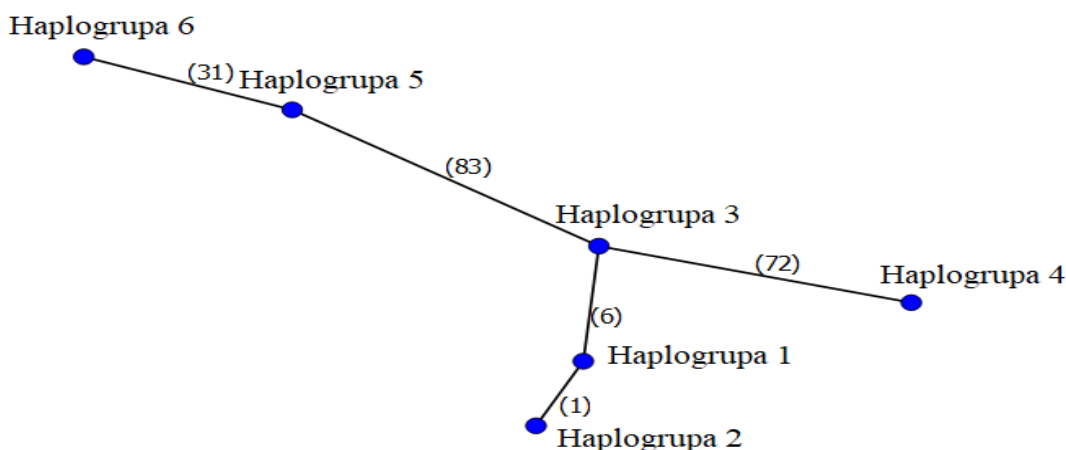 Haplogrupa 6
(31)
Haplogrupa 5
(83)
Haplogrupa 3
(72)
Haplogrupa 4
(6)
Haplogrupa 1
(1)
Haplogrupa 2